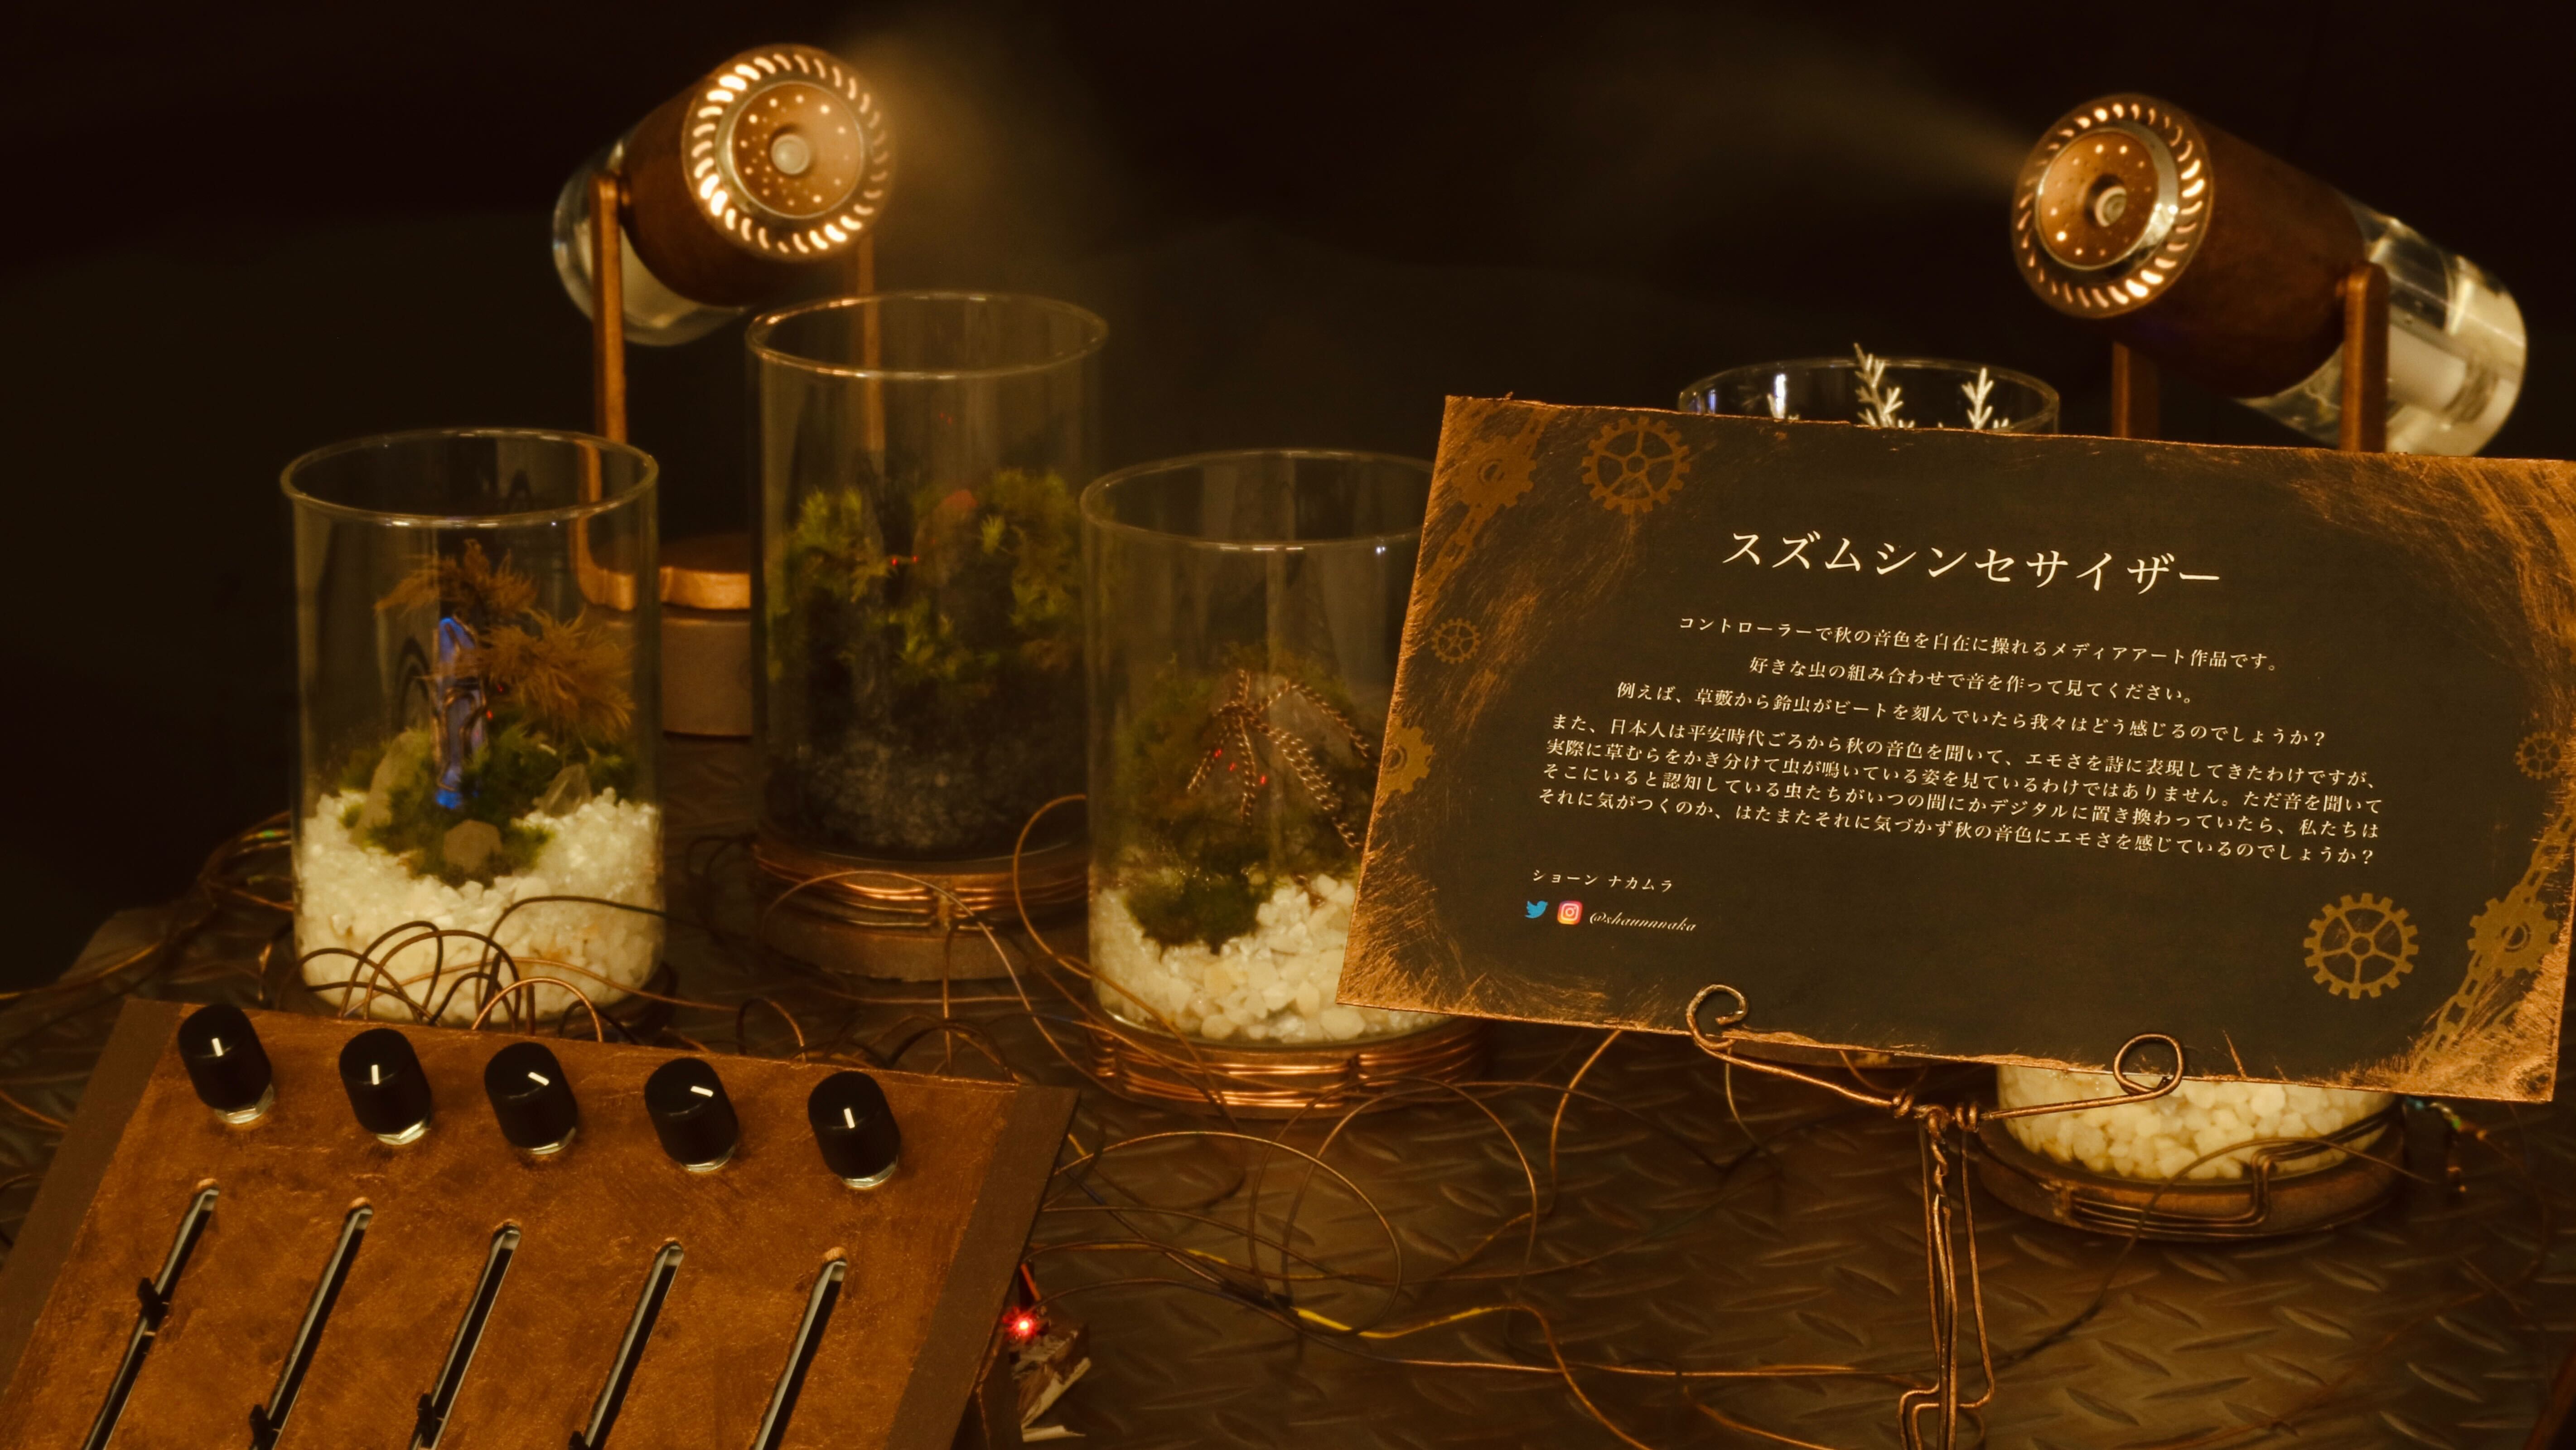 スズムシンセサイザー
コントローラーで秋の音色を自在に操れるメディアアート作品です。
好きな虫の組み合わせで音を作って見てください。
例えば、草藪から鈴虫がビートを刻んでいたら我々はどう感じるのでしょうか？
また、日本人は平安時代ごろから秋の音色を聞いて、エモさを詩に表現してきたわけですが、
実際に草むらをかき分けて虫が鳴いている姿を見ているわけではありません。ただ音を聞いて
そこにいると認知している虫たちがいつの間にかデジタルに置き換わっていたら、私たちは
それに気がつくのか、はたまたそれに気づかず秋の音色にエモさを感じているのでしょうか？
ショーン ナカムラ
@shaunnnaka